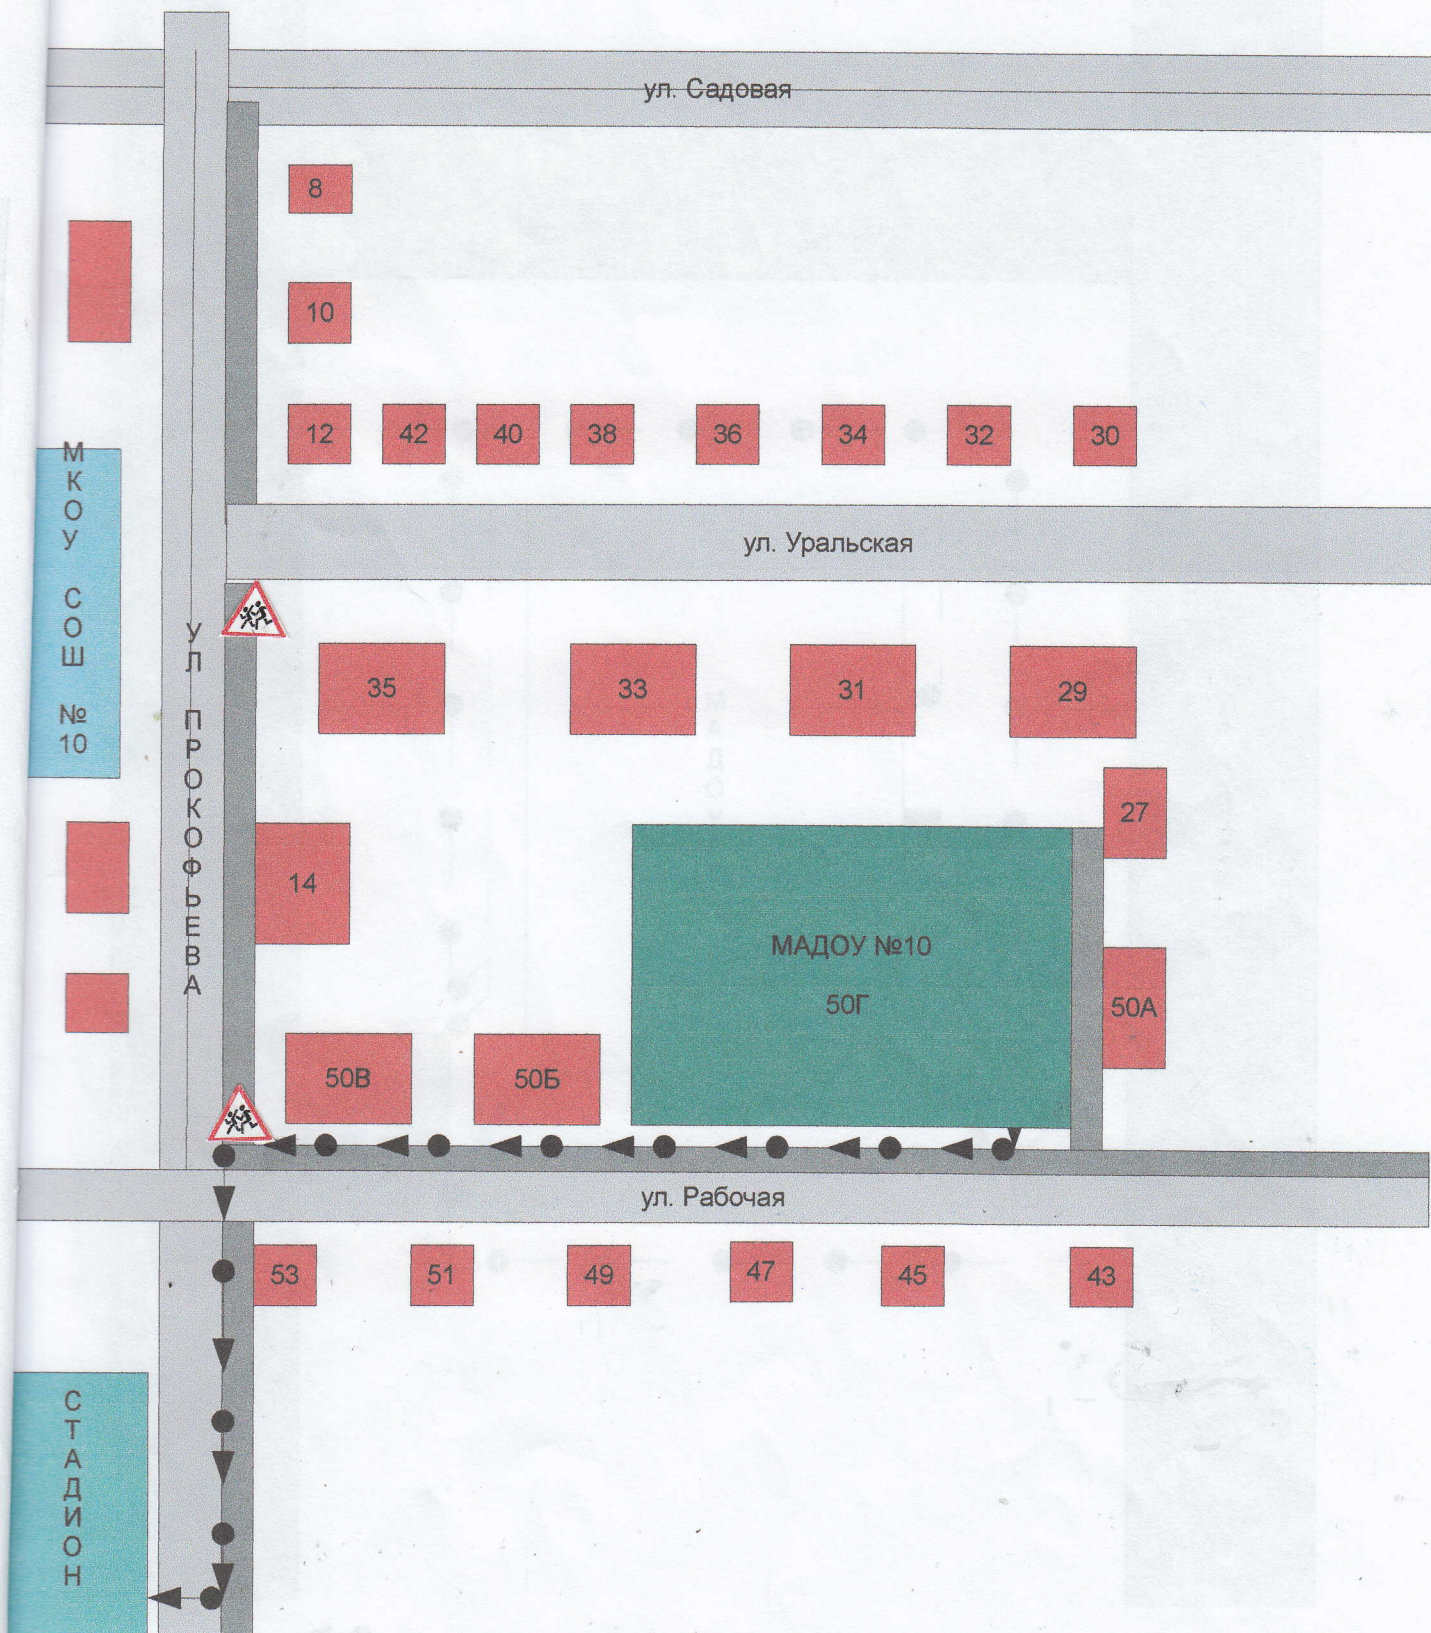 ул. Садовая
8
10
12 42 40 38 36 34 32 30
МКОУ СОШ №10
ул. Уральская
УЛ ПРОКОФЬЕВА
35 33 31 29
27
14
МАДОУ №10
50Г
50А
50В 50Б
ул. Рабочая
53 51 49 47 45 43
СТАДИОН